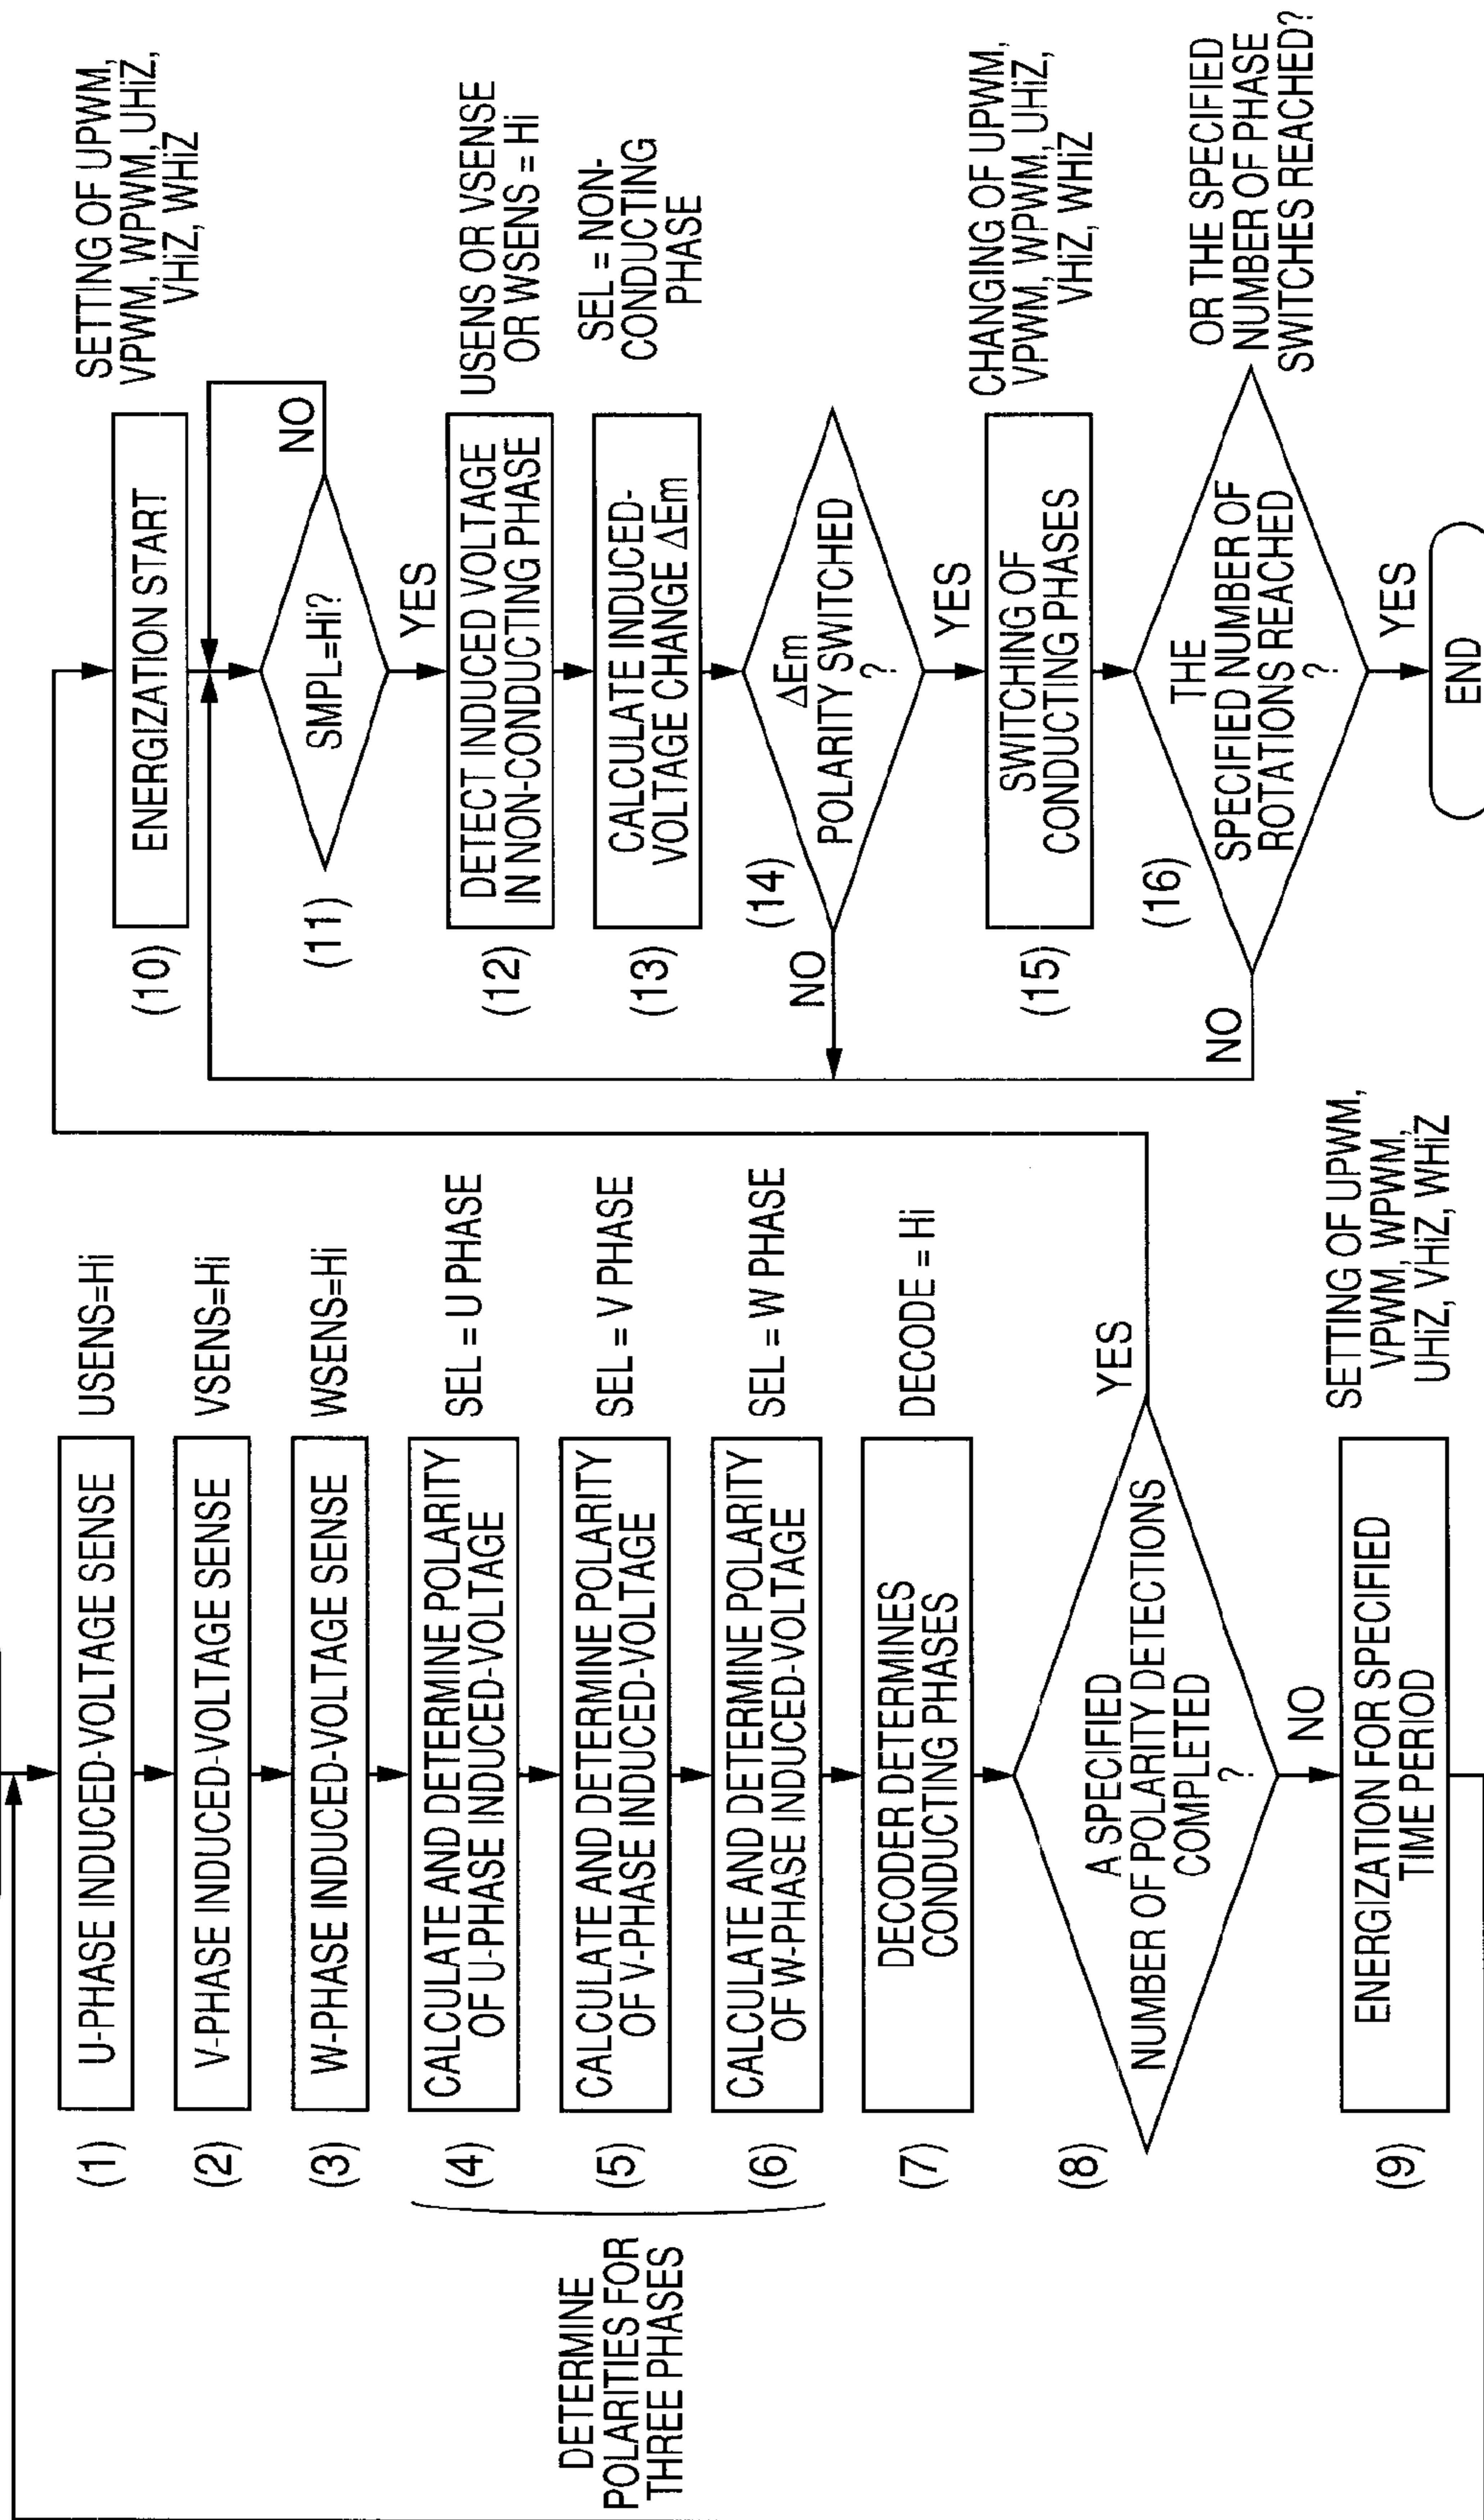 (1)
U-PHASE INDUCED-VOLTAGE SENSE
USENS=Hi
(2)
V-PHASE INDUCED-VOLTAGE SENSE
VSENS=Hi
(3)
W-PHASE INDUCED-VOLTAGE SENSE
WSENS=Hi
DETERMINE
POLARITIES FOR
THREE PHASES
(4)
CALCULATE AND DETERMINE POLARITY
OF U-PHASE INDUCED-VOLTAGE
SEL = U PHASE
(5)
CALCULATE AND DETERMINE POLARITY
OF V-PHASE INDUCED-VOLTAGE
SEL = V PHASE
(6)
CALCULATE AND DETERMINE POLARITY
OF W-PHASE INDUCED-VOLTAGE
SEL = W PHASE
(7)
DECODER DETERMINES
CONDUCTING PHASES
DECODE = Hi
(8)
A SPECIFIED
NUMBER OF POLARITY DETECTIONS
COMPLETED
?
YES
NO
(9)
ENERGIZATION FOR SPECIFIED
TIME PERIOD
SETTING OF UPWM,
VPWM, WPWM,
UHiZ, VHiZ, WHiZ
(10)
ENERGIZATION START
SETTING OF UPWM,
VPWM, WPWM, UHiZ,
VHiZ, WHiZ
(11)
SMPL=Hi?
NO
YES
(12)
DETECT INDUCED VOLTAGE
IN NON-CONDUCTING PHASE
USENS OR VSENSE
OR WSENS = Hi
(13)
CALCULATE INDUCED-
VOLTAGE CHANGE ΔEm
SEL = NON-
CONDUCTING
PHASE
(14)
ΔEm
POLARITY SWITCHED
?
NO
YES
(15)
SWITCHING OF
CONDUCTING PHASES
CHANGING OF UPWM,
VPWM, WPWM, UHiZ,
VHiZ, WHiZ
(16)
THE
SPECIFIED NUMBER OF
ROTATIONS REACHED
?
OR THE SPECIFIED
NUMBER OF PHASE
SWITCHES REACHED?
NO
YES
END